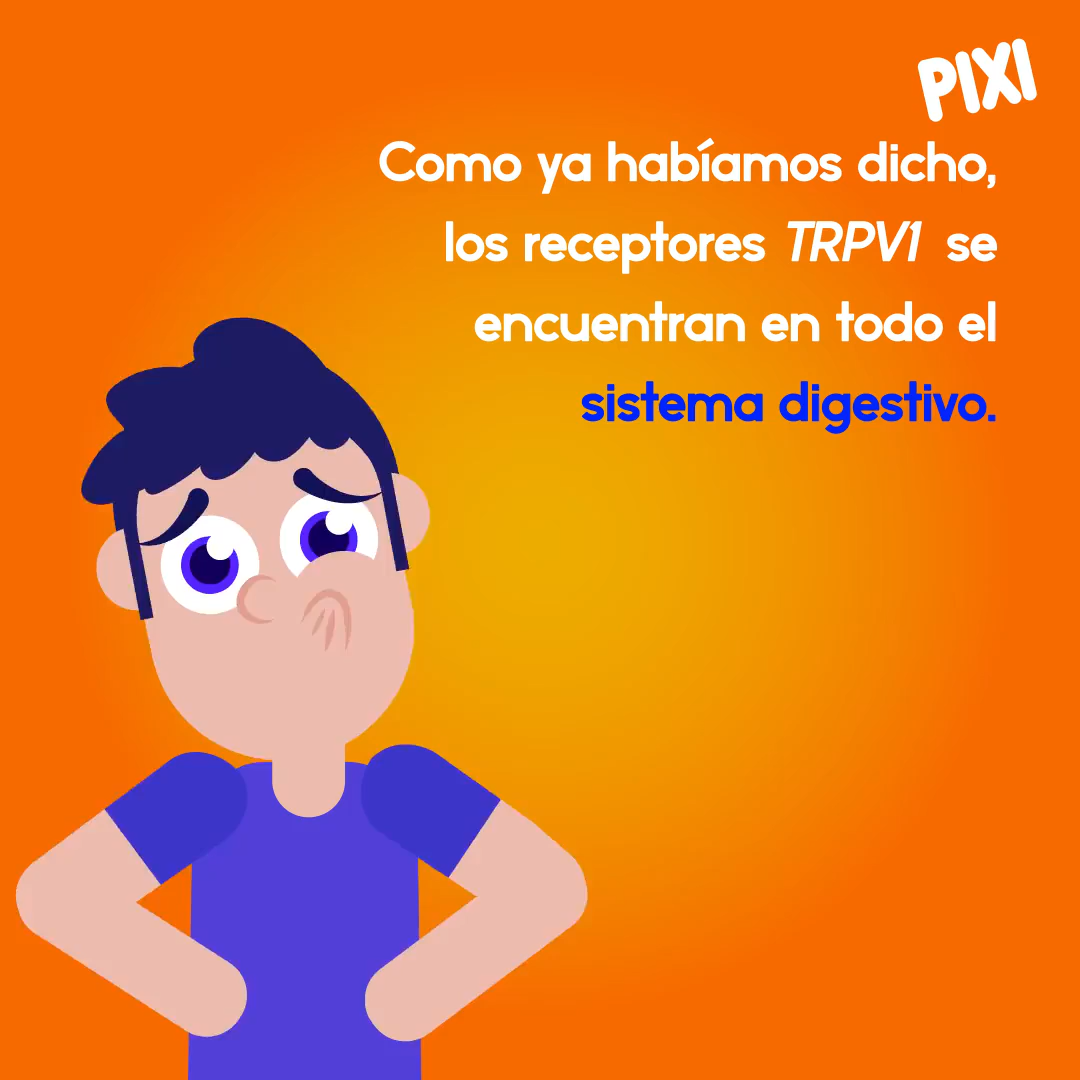 PIXI
Como ya habíamos dicho,
los receptores TRPV1 se
encuentran en todo el
sistema digestivo.